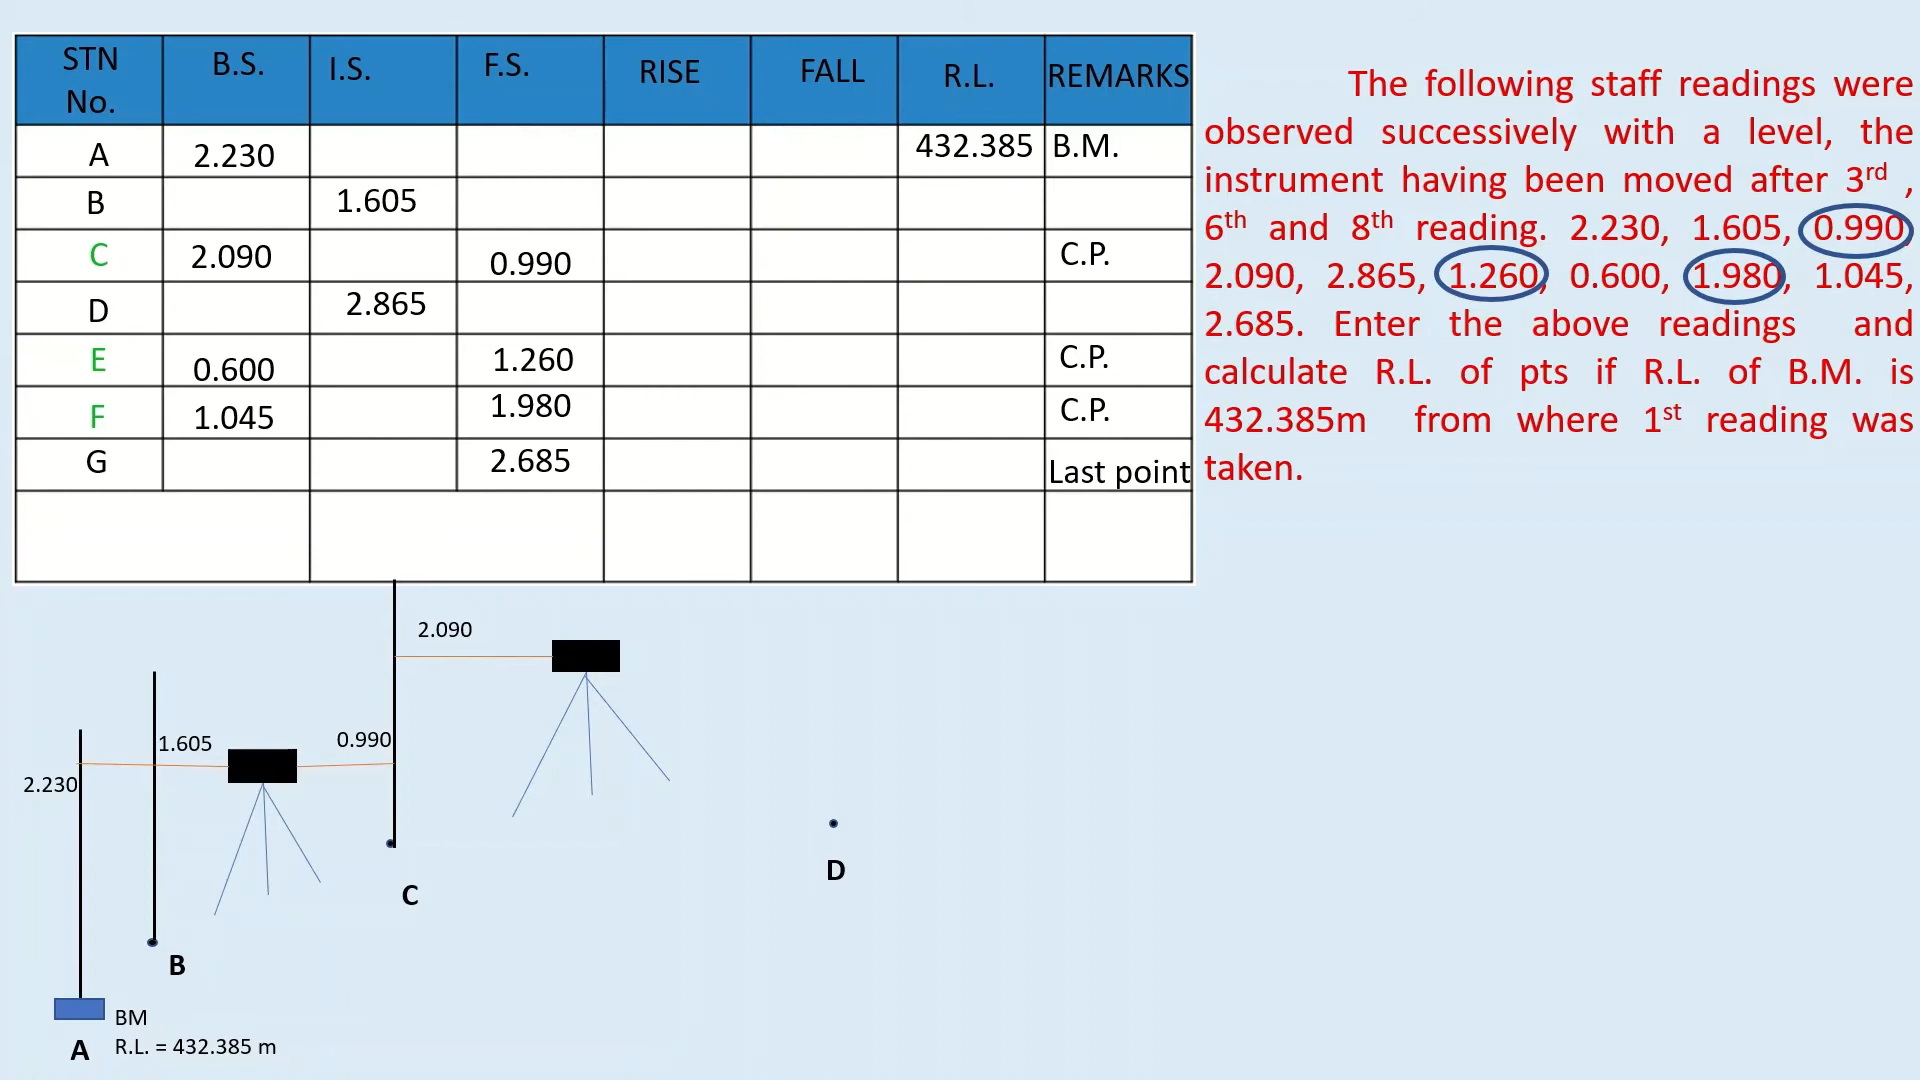 STN No. B.S. I.S. F.S. RISE FALL R.L. REMARKS
A 2.230 432.385 B.M.
B 1.605
C 2.090 0.990 C.P.
D 2.865
E 0.600 1.260 C.P.
F 1.045 1.980 C.P.
G 2.685 Last point
The following staff readings were
observed successively with a level, the
instrument having been moved after 3rd ,
6th and 8th reading. 2.230, 1.605, 0.990,
2.090, 2.865, 1.260, 0.600, 1.980, 1.045,
2.685. Enter the above readings and
calculate R.L. of pts if R.L. of B.M. is
432.385m from where 1st reading was
taken.
2.090
1.605
0.990
2.230
D
C
B
BM
A
R.L. = 432.385 m